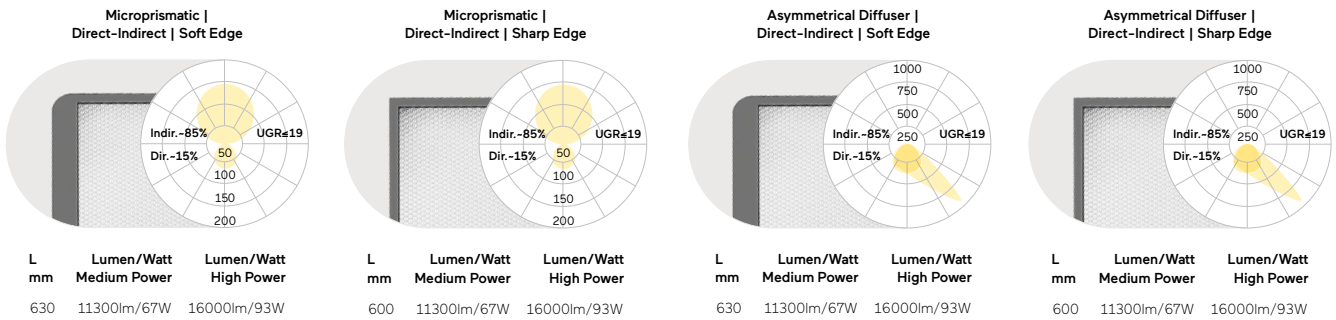 Microprismatic |
Direct-Indirect | Soft Edge
Indir.~85%
UGR≤19
Dir.~15%
50
100
150
200
L
mm
Lumen/Watt
Medium Power
Lumen/Watt
High Power
630 11300lm/67W 16000lm/93W
Microprismatic |
Direct-Indirect | Sharp Edge
Indir.~85%
UGR≤19
Dir.~15%
50
100
150
200
L
mm
Lumen/Watt
Medium Power
Lumen/Watt
High Power
600 11300lm/67W 16000lm/93W
Asymmetrical Diffuser |
Direct-Indirect | Soft Edge
1000
750
500
250
Indir.~85%
UGR≤19
Dir.~15%
L
mm
Lumen/Watt
Medium Power
Lumen/Watt
High Power
630 11300lm/67W 16000lm/93W
Asymmetrical Diffuser |
Direct-Indirect | Sharp Edge
1000
750
500
250
Indir.~85%
UGR≤19
Dir.~15%
L
mm
Lumen/Watt
Medium Power
Lumen/Watt
High Power
600 11300lm/67W 16000lm/93W